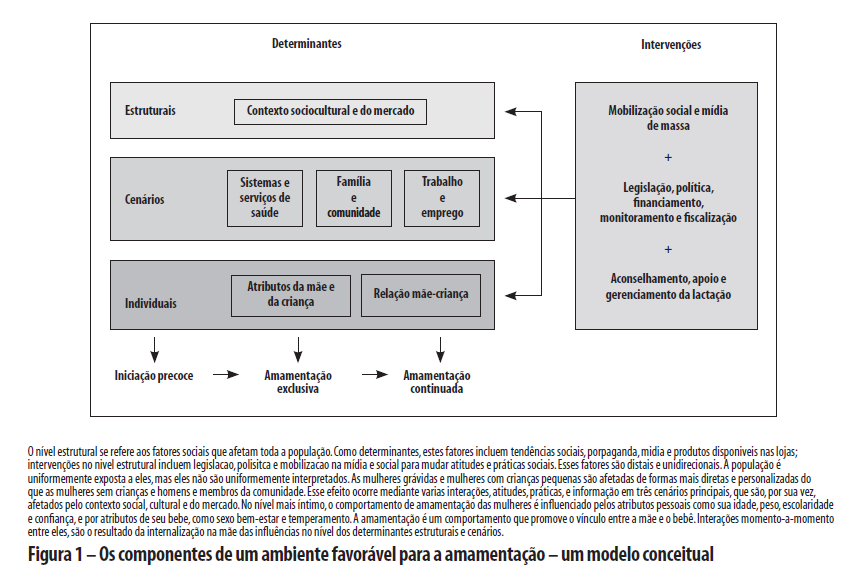 Determinantes
Intervenções
Estruturais
Contexto sociocultural e do mercado
Cenários
Sistemas e
serviços de
saúde
Família
e
comunidade
Trabalho
e
emprego
Individuais
Atributos da mãe e
da criança
Relação mãe-criança
Mobilização social e mídia
de massa
+
Legislação, política,
financiamento,
monitoramento e fiscalização
+
Aconselhamento, apoio e
gerenciamento da lactação
Iniciação precoce
Amamentação
exclusiva
Amamentação
continuada
O nível estrutural se refere aos fatores sociais que afetam toda a população. Como determinantes, estes fatores incluem tendências sociais, porpaganda, midia e produtos disponiveis nas lojas;
intervenções no nível estrutural incluem legislacao, polisitca e mobilizacao na mídia e social para mudar atitudes e práticas sociais. Esses fatores são distais e unidirecionais. A população é
uniformemente exposta a eles, mas eles não são uniformemente interpretados. As mulheres grávidas e mulheres com crianças pequenas são afetadas de formas mais diretas e personalizadas do
que as mulheres sem crianças e homens e membros da comunidade. Esse efeito ocorre mediante varias interações, atitudes, práticas, e informação em três cenários principais, que são, por sua vez,
afetados pelo contexto social, cultural e do mercado. No nível mais íntimo, o comportamento de amamentação das mulheres é influenciado pelos atributos pessoais como sua idade, peso, escolaridade
e confiança, e por atributos de seu bebe, como sexo bem-estar e temperamento. A amamentação é um comportamento que promove o vínculo entre a mãe e o bebê. Interações momento-a-momento
entre eles, são o resultado da internalização na mãe das influências no nível dos determinantes estruturais e cenários.
Figura 1 – Os componentes de um ambiente favorável para a amamentação – um modelo conceitual